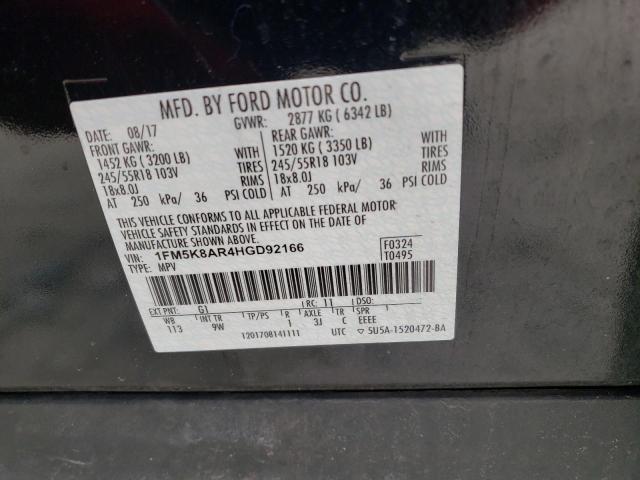 MFD. BY FORD MOTOR CO.
DATE: 08/17 GVWR: 2877 KG ( 6342 LB)
FRONT GAWR: REAR GAWR:
1452 KG ( 3200 LB) WITH 1520 KG ( 3350 LB) WITH
245/55R18 103V TIRES 245/55R18 103V TIRES
18x8.0J RIMS 18x8.0J RIMS
AT 250 kPa/ 36 PSI COLD AT 250 kPa/ 36 PSI COLD
THIS VEHICLE CONFORMS TO ALL APPLICABLE FEDERAL MOTOR
VEHICLE SAFETY STANDARDS IN EFFECT ON THE DATE OF
MANUFACTURE SHOWN ABOVE.
VIN: 1FM5K8AR4HGD92166 F0324
TYPE: MPV T0495
EXT PNT: G1 RC: 11 DSO:
WB INT TR TP/PS R AXLE TR SPR
113 9W 1 3J C EEEE
1201708141111 UTC ▽ 5U5A-1520472-BA